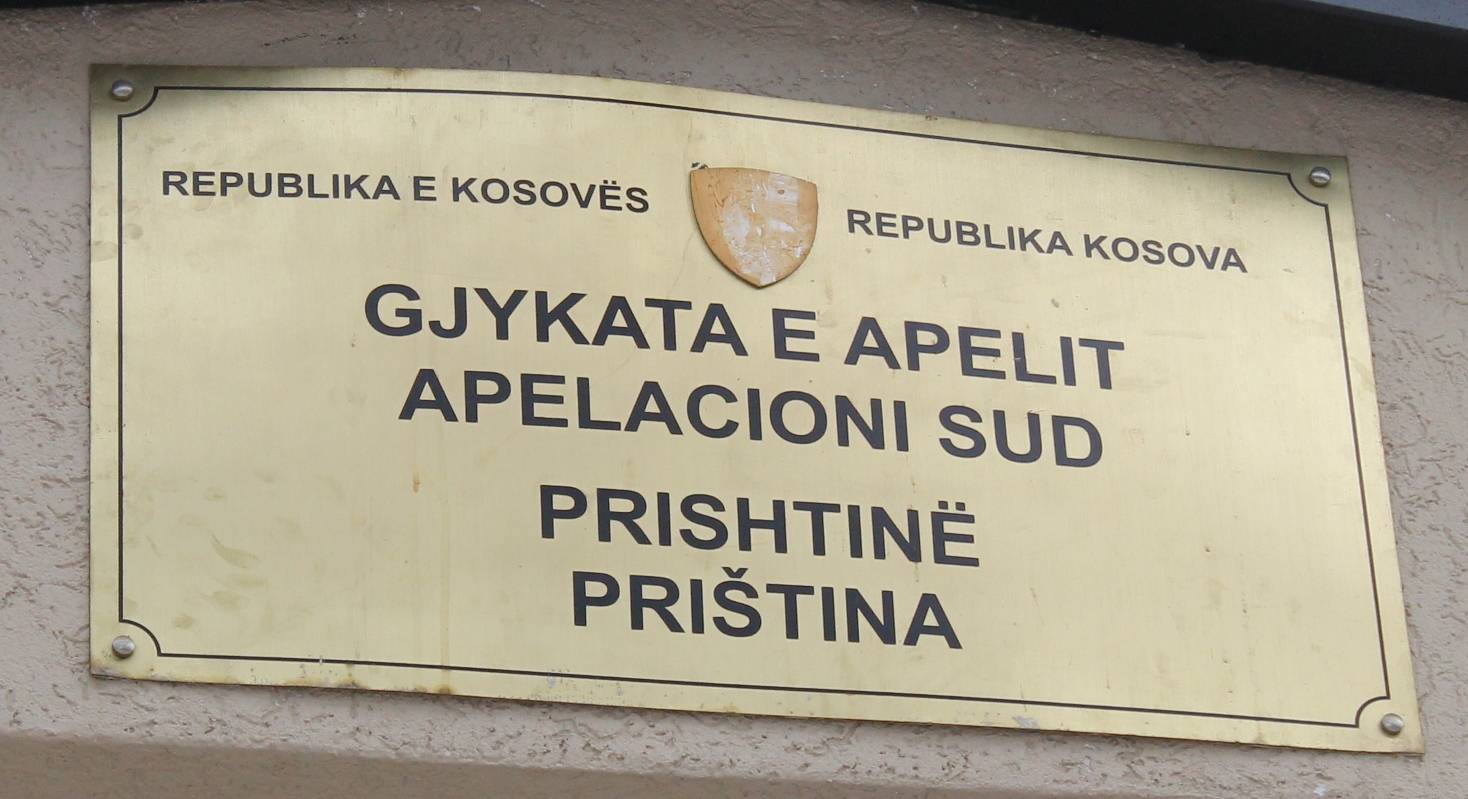 REPUBLIKA E KOSOVËS
REPUBLIKA KOSOVA
GJYKATA E APELIT
APELACIONI SUD
PRISHTINË
PRIŠTINA